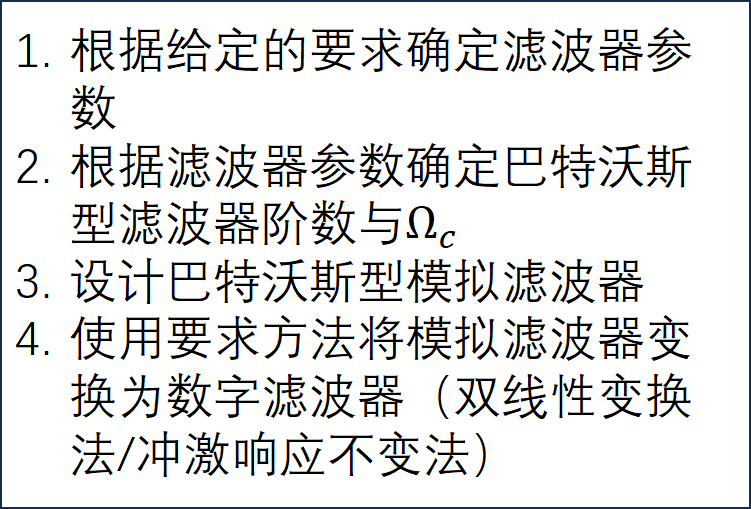 1. 根据给定的要求确定滤波器参
数
2. 根据滤波器参数确定巴特沃斯
型滤波器阶数与Ω𝑐
3. 设计巴特沃斯型模拟滤波器
4. 使用要求方法将模拟滤波器变
换为数字滤波器（双线性变换
法/冲激响应不变法）